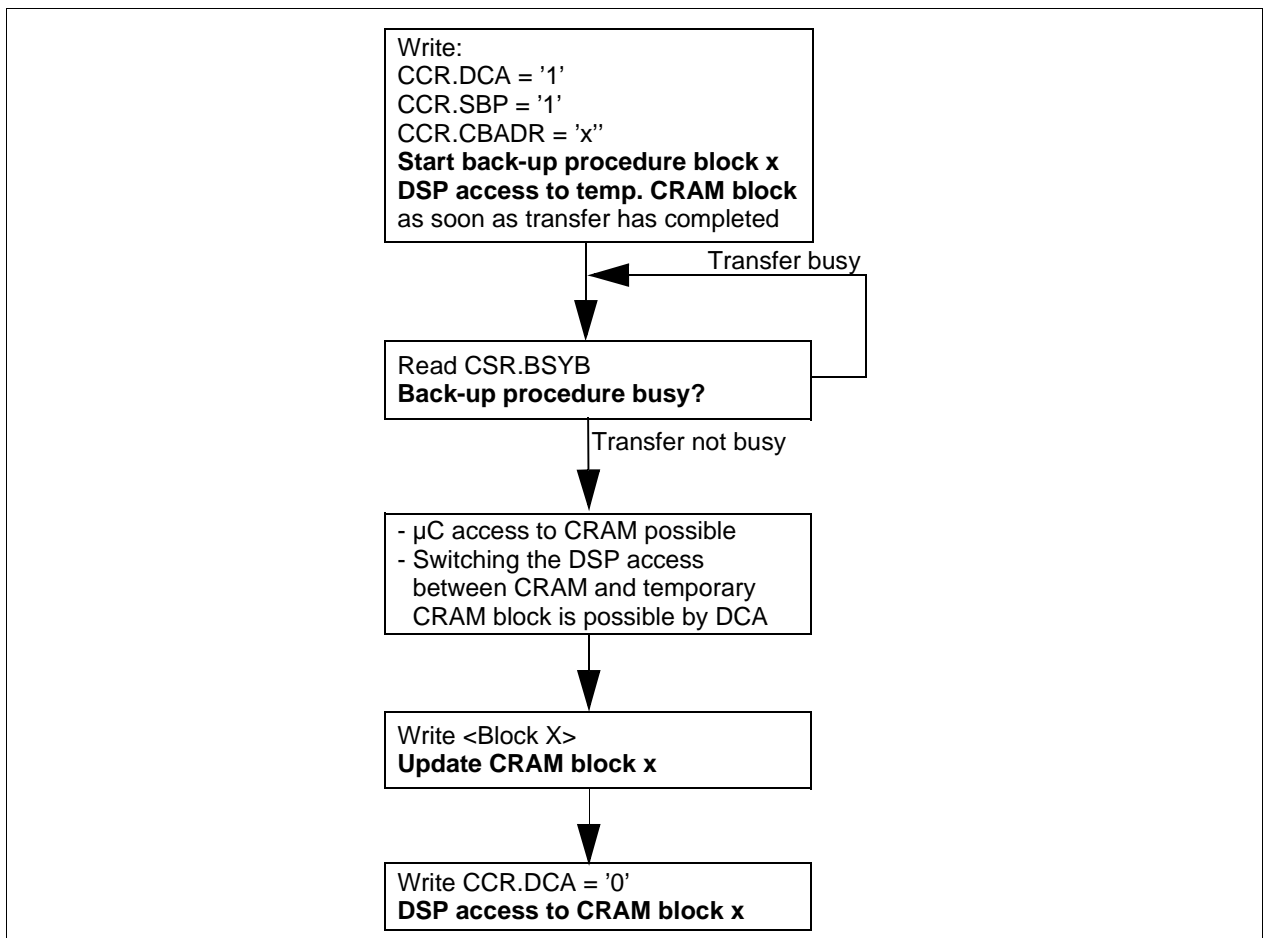 Write:
CCR.DCA = ’1’
CCR.SBP = ’1’
CCR.CBADR = ’x’’
Start back-up procedure block x
DSP access to temp. CRAM block
as soon as transfer has completed
Transfer busy
Read CSR.BSYB
Back-up procedure busy?
Transfer not busy
- µC access to CRAM possible
- Switching the DSP access
between CRAM and temporary
CRAM block is possible by DCA
Write <Block X>
Update CRAM block x
Write CCR.DCA = ’0’
DSP access to CRAM block x